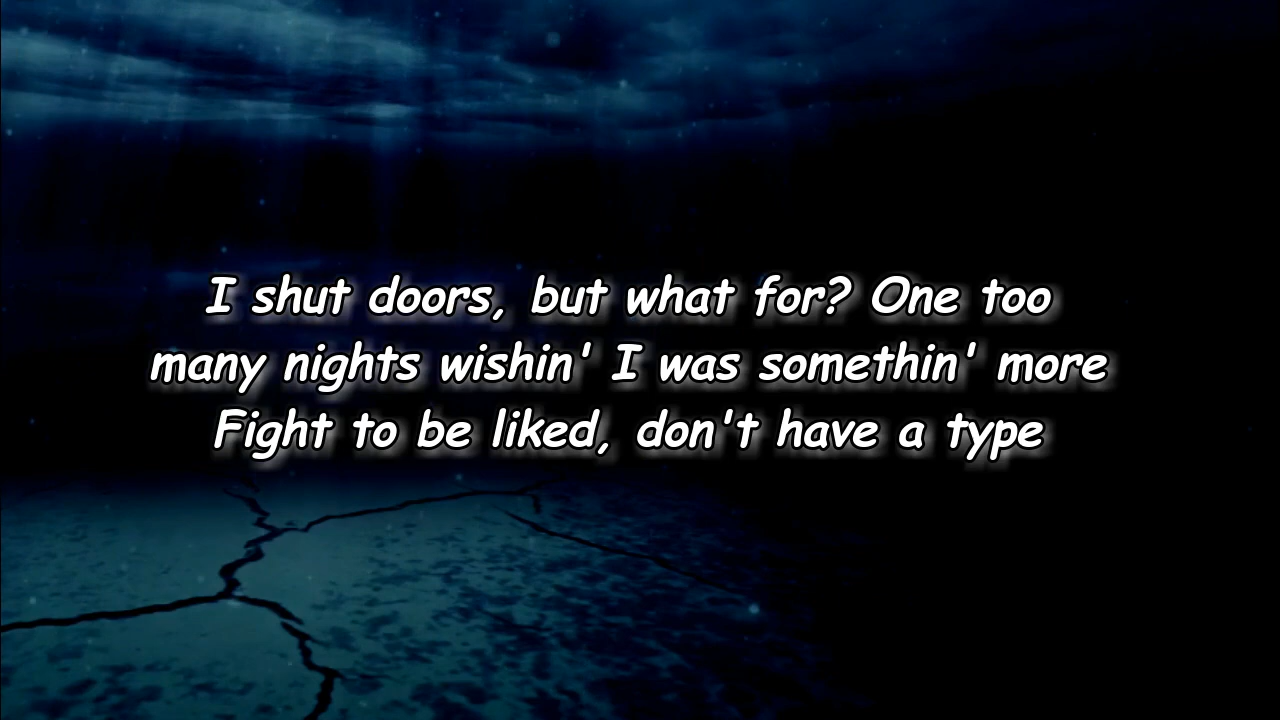 I shut doors, but what for? One too
many nights wishin' I was somethin' more
Fight to be liked, don't have a type